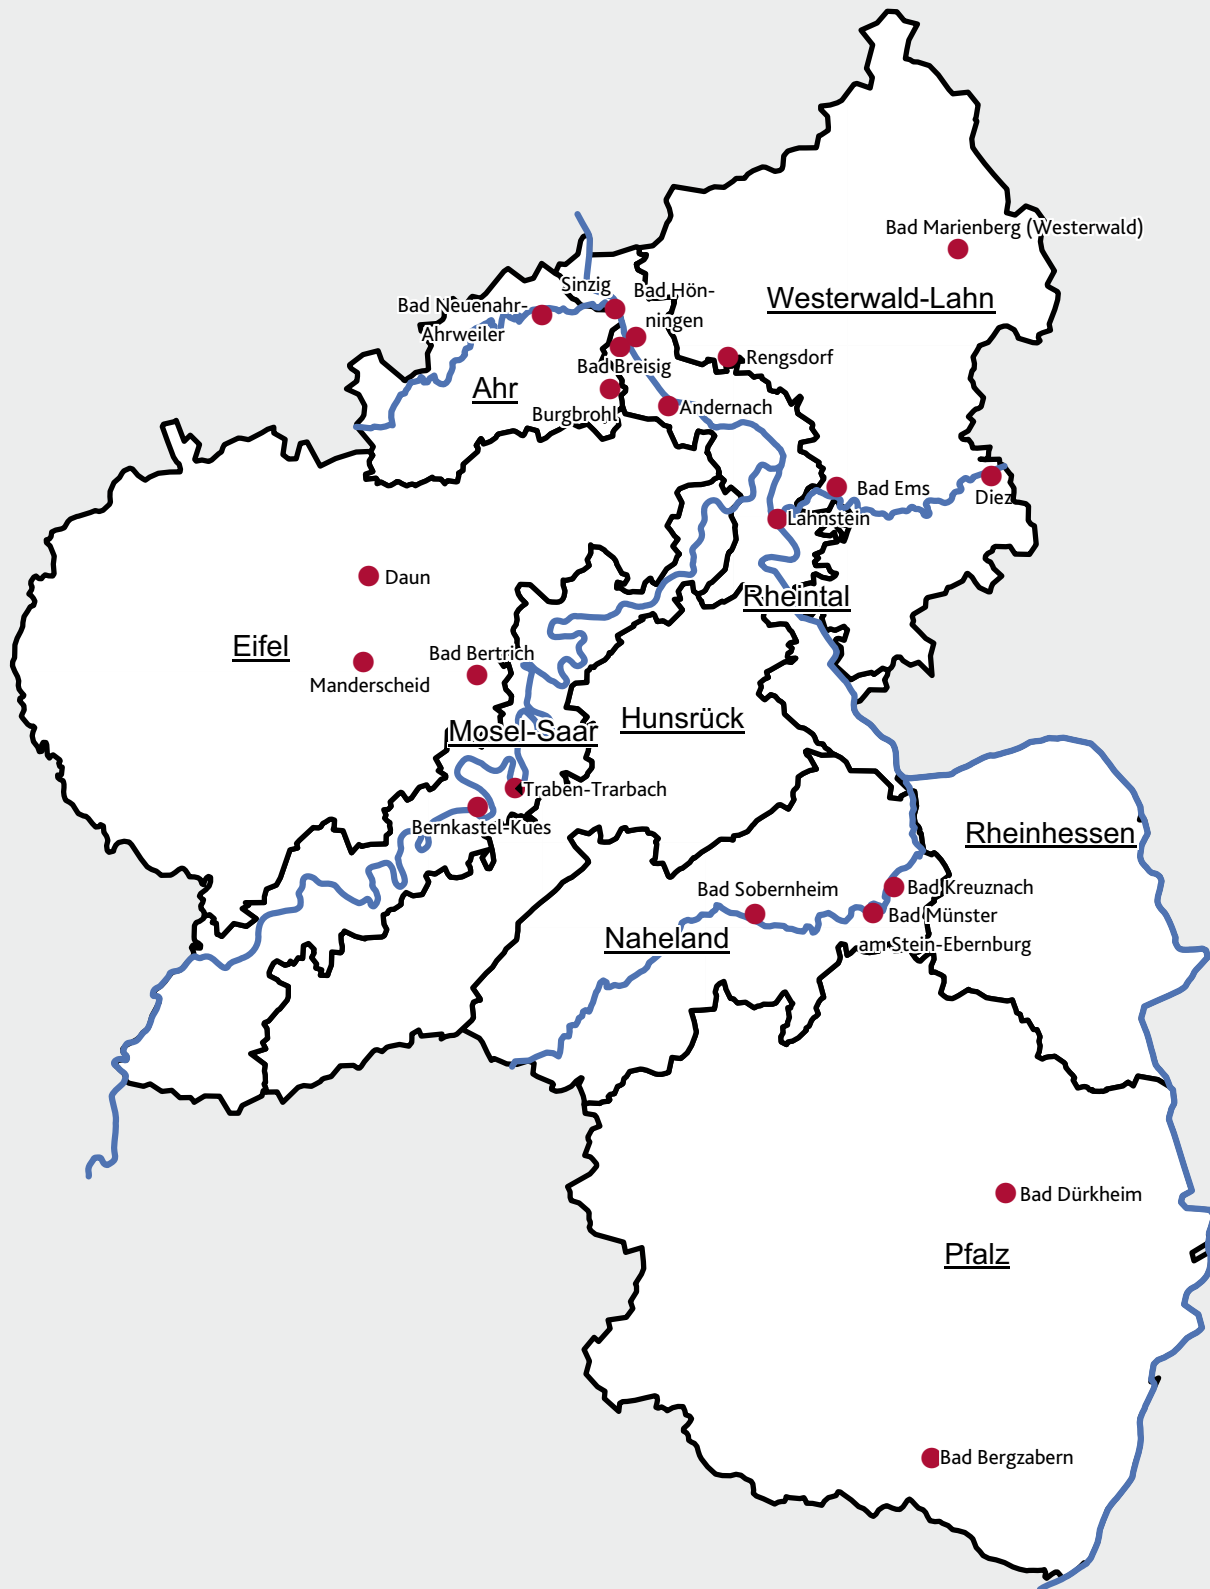 Bad Marienberg (Westerwald)
Westerwald-Lahn
Sinzig
Bad Hön-
ningen
Bad Neuenahr-
Ahrweiler
Rengsdorf
Bad Breisig
Ahr
Burgbrohl
Andernach
Bad Ems
Diez
Lahnstein
Daun
Rheintal
Eifel
Bad Bertrich
Manderscheid
Hunsrück
Mosel-Saar
Traben-Trarbach
Bernkastel-Kues
Rheinhessen
Bad Sobernheim
Bad Kreuznach
Bad Münster
am Stein-Ebernburg
Naheland
Bad Dürkheim
Pfalz
Bad Bergzabern